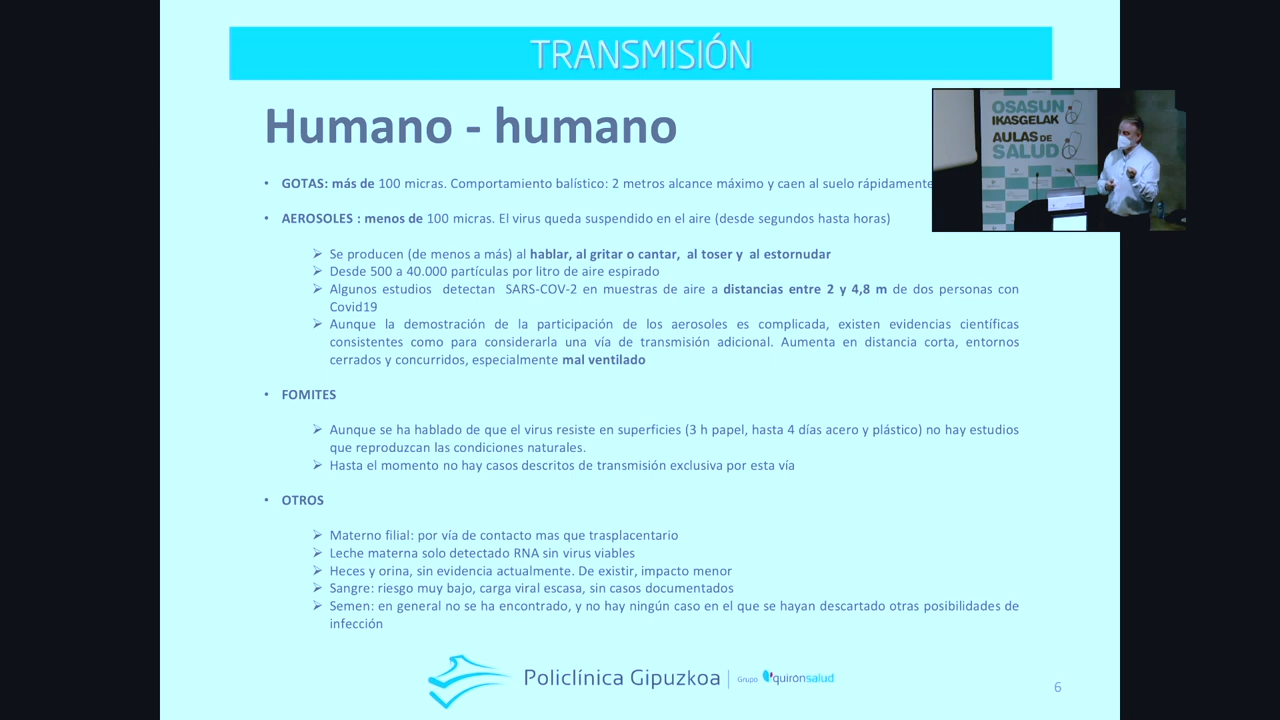 TRANSMISIÓN
Humano - humano
• GOTAS: más de 100 micras. Comportamiento balístico: 2 metros alcance máximo y caen al suelo rápidamente
• AEROSOLES : menos de 100 micras. El virus queda suspendido en el aire (desde segundos hasta horas)
➢ Se producen (de menos a más) al hablar, al gritar o cantar, al toser y al estornudar
➢ Desde 500 a 40.000 partículas por litro de aire espirado
➢ Algunos estudios detectan SARS-COV-2 en muestras de aire a distancias entre 2 y 4,8 m de dos personas con
Covid19
➢ Aunque la demostración de la participación de los aerosoles es complicada, existen evidencias científicas
consistentes como para considerarla una vía de transmisión adicional. Aumenta en distancia corta, entornos
cerrados y concurridos, especialmente mal ventilado
• FOMITES
➢ Aunque se ha hablado de que el virus resiste en superficies (3 h papel, hasta 4 días acero y plástico) no hay estudios
que reproduzcan las condiciones naturales.
➢ Hasta el momento no hay casos descritos de transmisión exclusiva por esta vía
• OTROS
➢ Materno filial: por vía de contacto mas que trasplacentario
➢ Leche materna solo detectado RNA sin virus viables
➢ Heces y orina, sin evidencia actualmente. De existir, impacto menor
➢ Sangre: riesgo muy bajo, carga viral escasa, sin casos documentados
➢ Semen: en general no se ha encontrado, y no hay ningún caso en el que se hayan descartado otras posibilidades de
infección
Policlínica Gipuzkoa
Grupo quirónsalud
6
OSASUN
IKASGELAK
AULAS DE
SALUD